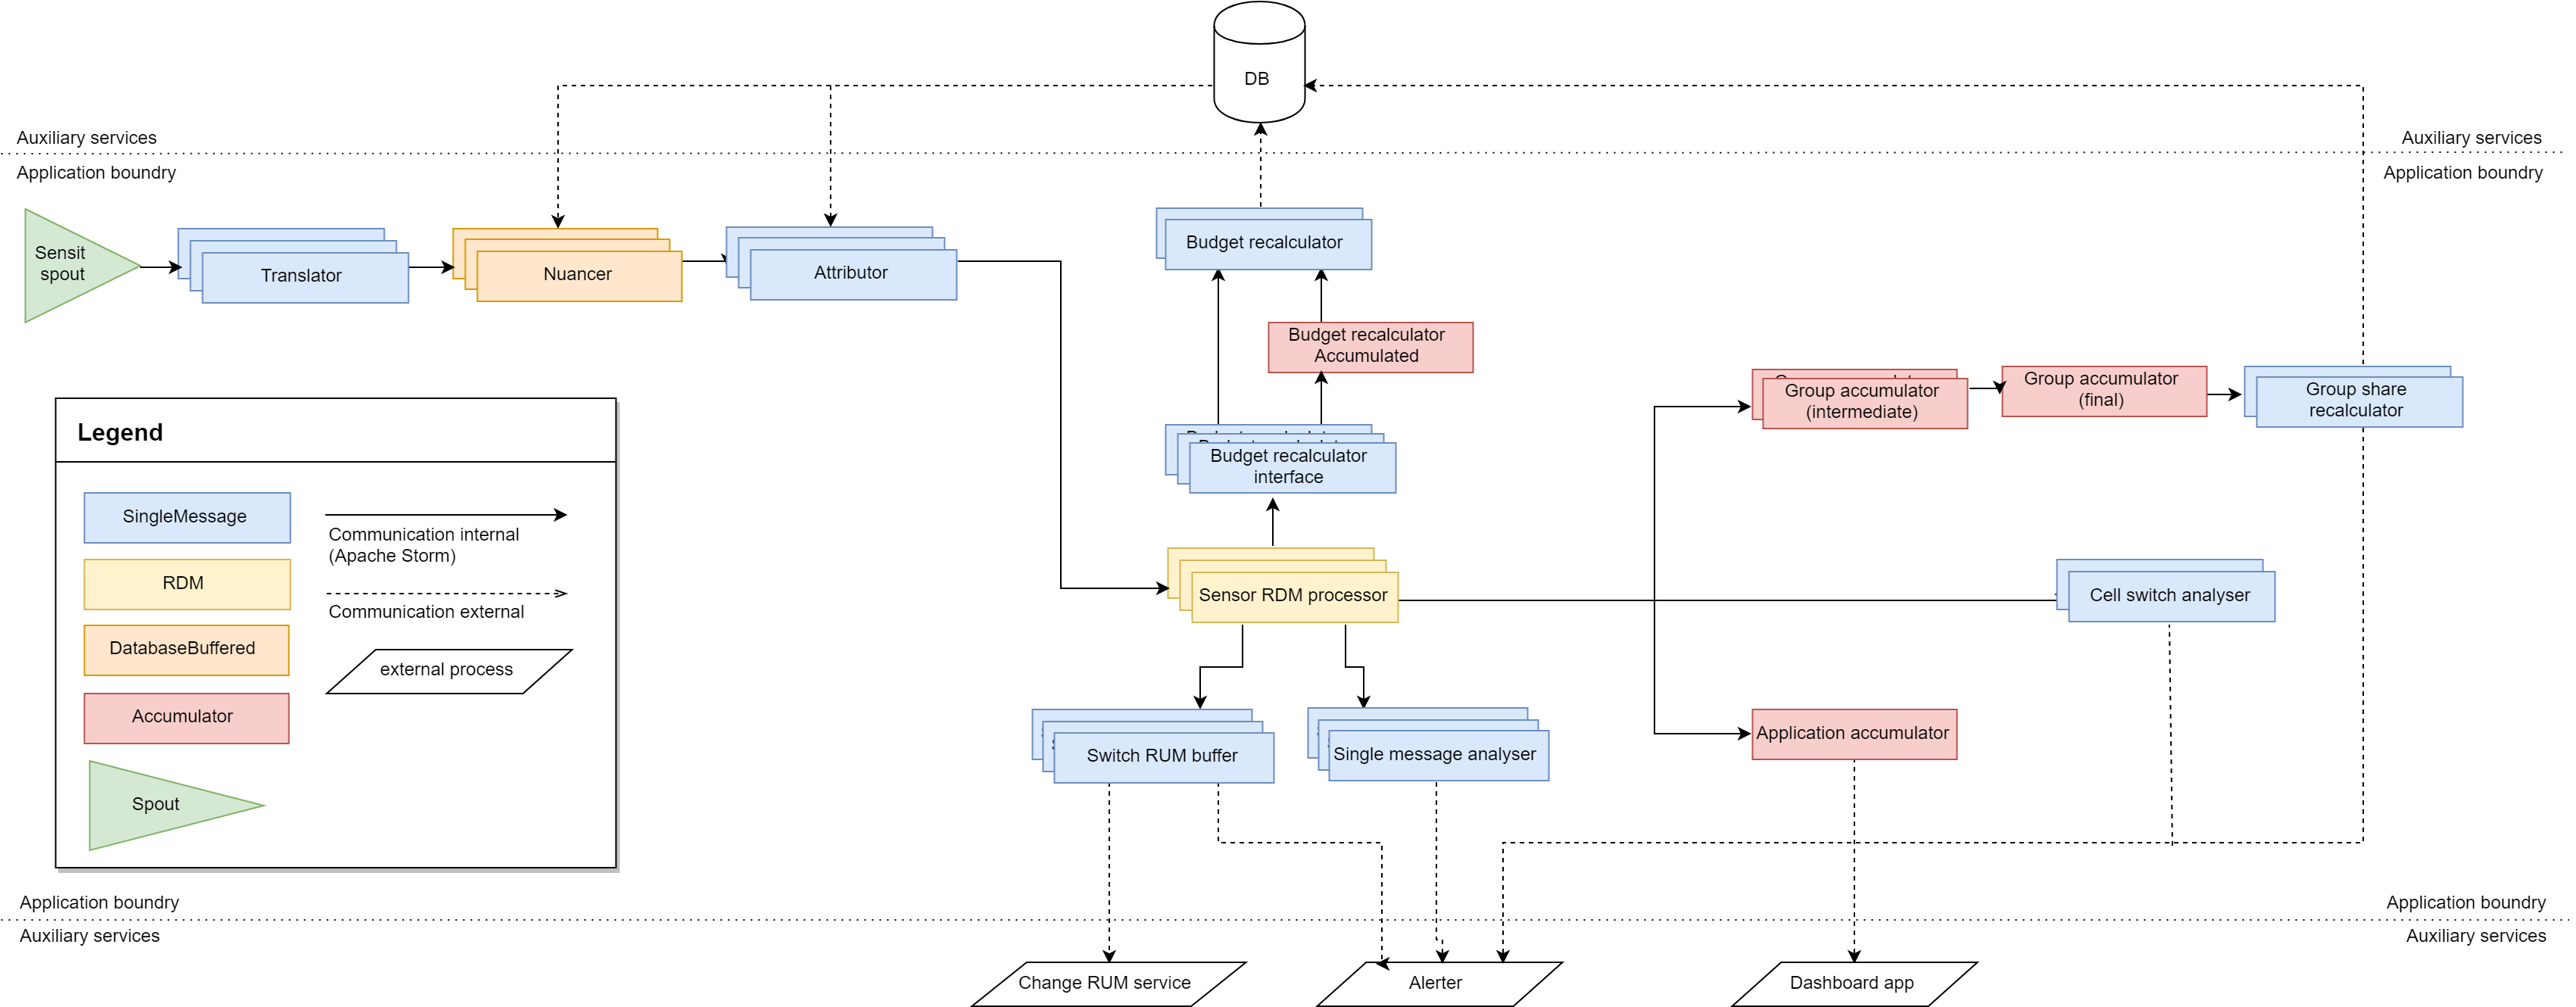 DB
Auxiliary services
Auxiliary services
Application boundry
Application boundry
Sensit
spout
Translator
Nuancer
Attributor
Budget recalculator
Budget recalculator
Accumulated
Group accumulator
(intermediate)
Group accumulator
(final)
Group share
recalculator
Budget recalculator
interface
Sensor RDM processor
Cell switch analyser
Switch RUM buffer
Single message analyser
Application accumulator
Legend
SingleMessage
RDM
DatabaseBuffered
Accumulator
Spout
Communication internal
(Apache Storm)
Communication external
external process
Application boundry
Application boundry
Auxiliary services
Auxiliary services
Change RUM service
Alerter
Dashboard app